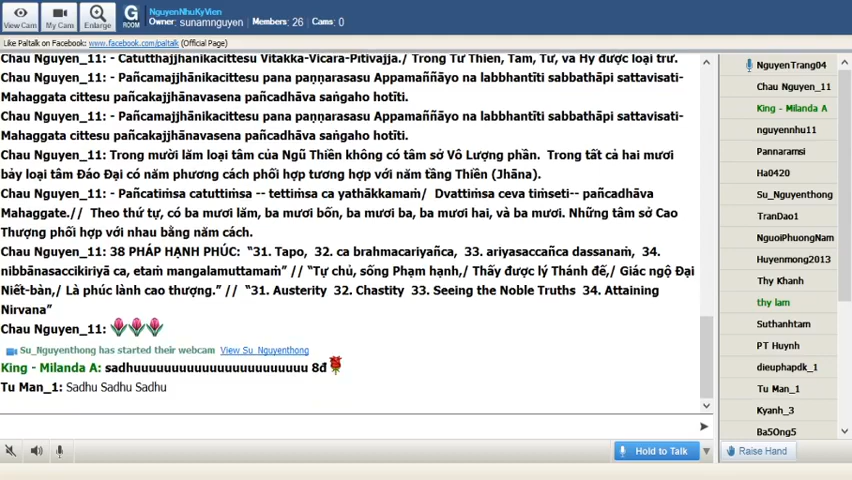 View Cam
My Cam
Enlarge
G
ROOM
NguyenNhuKyVien
Owner: sunamnguyen Members: 26 Cams: 0
Like Paltalk on Facebook: www.facebook.com/paltalk (Official Page)
Chau Nguyen_11: - Catutthajjhānikacittesu Vitakka-Vicāra-Pītivajjā./ Trong Tứ Thiền, Tầm, Tứ, và Hỷ được loại trừ.
Chau Nguyen_11: - Pañcamajjhānikacittesu pana paṇṇarasasu Appamaññāyo na labbhantīti sabbathāpi sattavisati-
Mahaggata cittesu pañcakajjhānavasena pañcadhāva saṅgaho hotīti.
Chau Nguyen_11: - Pañcamajjhānikacittesu pana paṇṇarasasu Appamaññāyo na labbhantīti sabbathāpi sattavisati-
Mahaggata cittesu pañcakajjhānavasena pañcadhāva saṅgaho hotīti.
Chau Nguyen_11: Trong mười lăm loại tâm của Ngũ Thiền không có tâm sở Vô Lượng phần. Trong tất cả hai mươi
bảy loại tâm Đáo Đại có năm phương cách phối hợp tương hợp với năm tầng Thiền (Jhāna).
Chau Nguyen_11: - Pañcatiṁsa catuttiṁsa -- tettiṁsa ca yathākkamaṁ/ Dvattiṁsa ceva tiṁseti-- pañcadhāva
Mahaggate.// Theo thứ tự, có ba mươi lăm, ba mươi bốn, ba mươi ba, ba mươi hai, và ba mươi. Những tâm sở Cao
Thượng phối hợp với nhau bằng năm cách.
Chau Nguyen_11: 38 PHÁP HẠNH PHÚC: “31. Tapo, 32. ca brahmacariyañca, 33. ariyasaccañca dassanaṁ, 34.
nibbānasaccikiriyā ca, etaṁ mangalamuttamaṁ” // “Tự chủ, sống Phạm hạnh,/ Thấy được lý Thánh đế,/ Giác ngộ Đại
Niết-bàn,/ Là phúc lành cao thượng.” // “31. Austerity 32. Chastity 33. Seeing the Noble Truths 34. Attaining
Nirvana”
Chau Nguyen_11:
Su_Nguyenthong has started their webcam View Su_Nguyenthong
King - Milanda A: sadhuuuuuuuuuuuuuuuuuuuuuuuu 8đ
Tu Man_1: Sadhu Sadhu Sadhu
NguyenTrang04
Chau Nguyen_11
King - Milanda A
nguyennhu11
Pannaramsi
Ha0420
Su_Nguyenthong
TranDao1
NguoiPhuongNam
Huyenmong2013
Thy Khanh
thy lam
Suthanhtam
PT Huynh
dieuphapdk_1
Tu Man_1
Kyanh_3
Ba5Ong5
Hold to Talk
Raise Hand